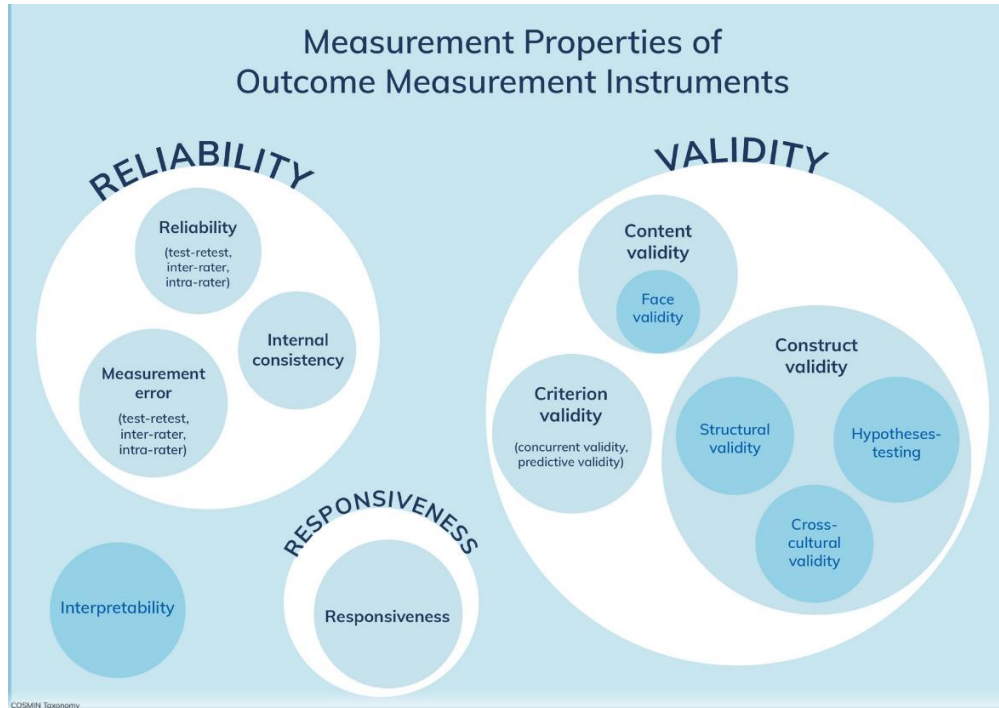 Measurement Properties of
Outcome Measurement Instruments
RELIABILITY
Reliability
(test-retest,
inter-rater,
intra-rater)
Internal
consistency
Measurement
error
(test-retest,
inter-rater,
intra-rater)
VALIDITY
Content
validity
Face
validity
Criterion
validity
(concurrent validity,
predictive validity)
Construct
validity
Structural
validity
Hypotheses-
testing
Cross-
cultural
validity
RESPONSIVENESS
Responsiveness
Interpretability
COSMIN Taxonomy